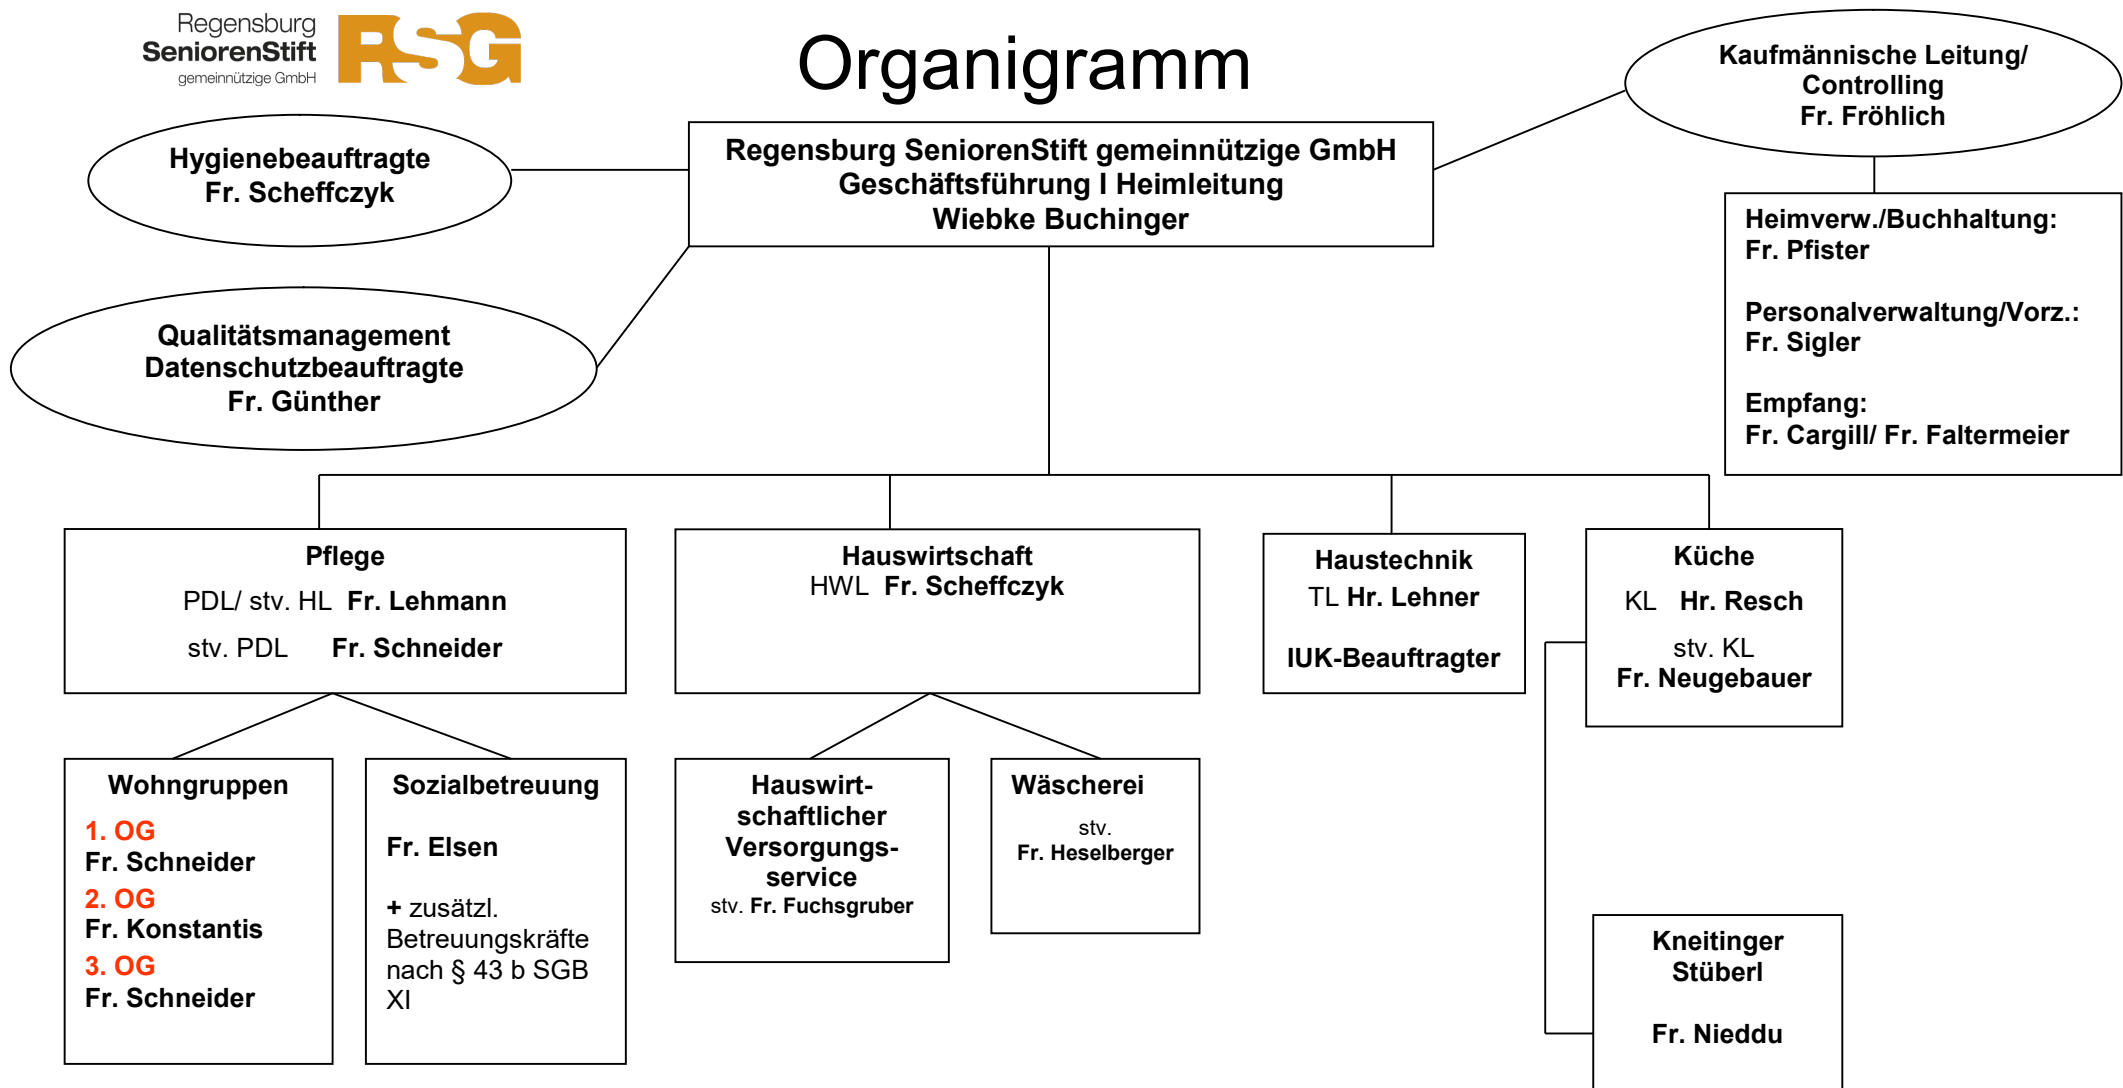 Regensburg
SeniorenStift
gemeinnützige GmbH
RSG
Organigramm
Kaufmännische Leitung/
Controlling
Fr. Fröhlich
Hygienebeauftragte
Fr. Scheffczyk
Regensburg SeniorenStift gemeinnützige GmbH
Geschäftsführung I Heimleitung
Wiebke Buchinger
Heimverw./Buchhaltung:
Fr. Pfister
Personalverwaltung/Vorz.:
Fr. Sigler
Empfang:
Fr. Cargill/ Fr. Faltermeier
Qualitätsmanagement
Datenschutzbeauftragte
Fr. Günther
Pflege
PDL/ stv. HL Fr. Lehmann
stv. PDL Fr. Schneider
Hauswirtschaft
HWL Fr. Scheffczyk
Haustechnik
TL Hr. Lehner
IUK-Beauftragter
Küche
KL Hr. Resch
stv. KL
Fr. Neugebauer
Wohngruppen
1. OG
Fr. Schneider
2. OG
Fr. Konstantis
3. OG
Fr. Schneider
Sozialbetreuung
Fr. Elsen
+ zusätzl.
Betreuungskräfte
nach § 43 b SGB
XI
Hauswirt-
schaftlicher
Versorgungs-
service
stv. Fr. Fuchsgruber
Wäscherei
stv.
Fr. Heselberger
Kneitinger
Stüberl
Fr. Nieddu